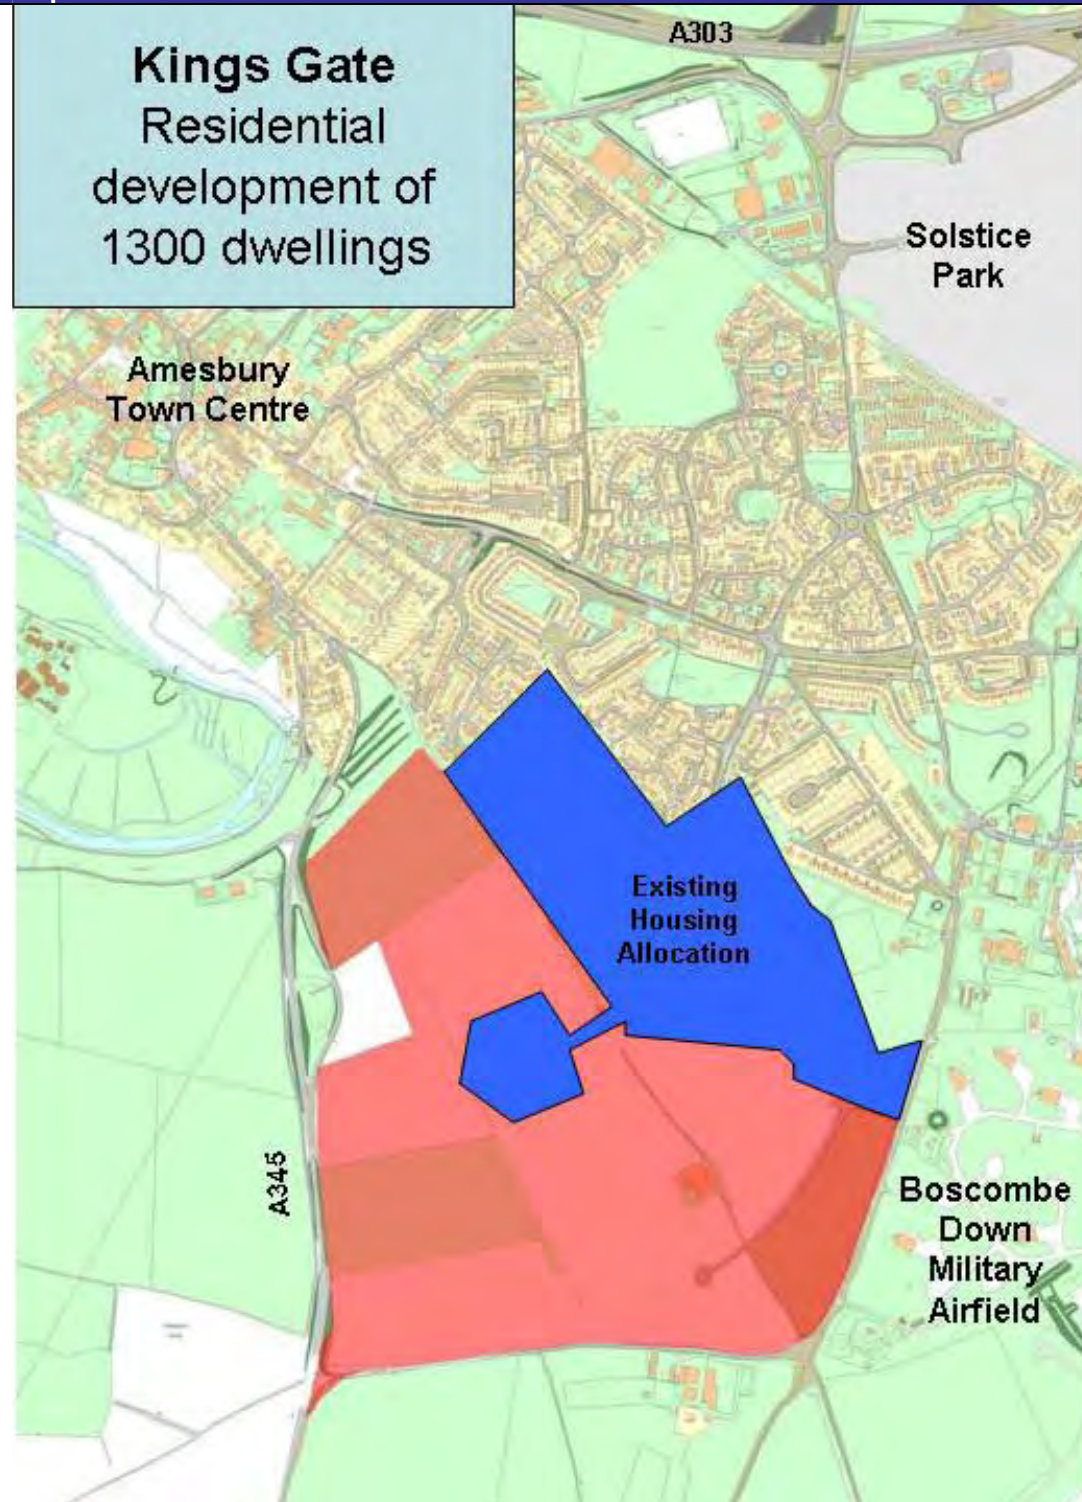 Kings Gate
Residential
development of
1300 dwellings
A303
Solstice
Park
Amesbury
Town Centre
Existing
Housing
Allocation
A345
Boscombe
Down
Military
Airfield